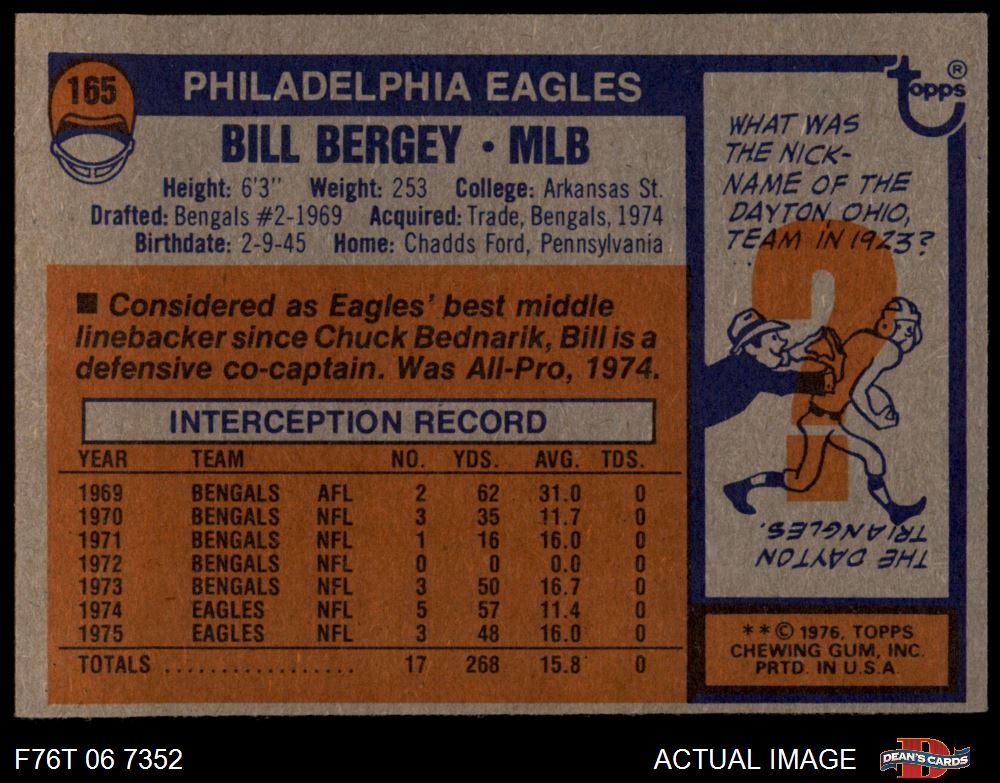 165
PHILADELPHIA EAGLES
BILL BERGEY • MLB
Height: 6'3" Weight: 253 College: Arkansas St.
Drafted: Bengals #2-1969 Acquired: Trade, Bengals, 1974
Birthdate: 2-9-45 Home: Chadds Ford, Pennsylvania
■ Considered as Eagles' best middle
linebacker since Chuck Bednarik, Bill is a
defensive co-captain. Was All-Pro, 1974.
INTERCEPTION RECORD
YEAR TEAM NO. YDS. AVG. TDS.
1969 BENGALS AFL 2 62 31.0 0
1970 BENGALS NFL 3 35 11.7 0
1971 BENGALS NFL 1 16 16.0 0
1972 BENGALS NFL 0 0 0.0 0
1973 BENGALS NFL 3 50 16.7 0
1974 EAGLES NFL 5 57 11.4 0
1975 EAGLES NFL 3 48 16.0 0
TOTALS .................. 17 268 15.8 0
topps ®
WHAT WAS
THE NICK-
NAME OF THE
DAYTON, OHIO,
TEAM IN 1923?
?
THE DAYTON
TRIANGLES.
* * © 1976, TOPPS
CHEWING GUM, INC.
PRTD. IN U.S.A.
F76T 06 7352
ACTUAL IMAGE
DEAN'S CARDS